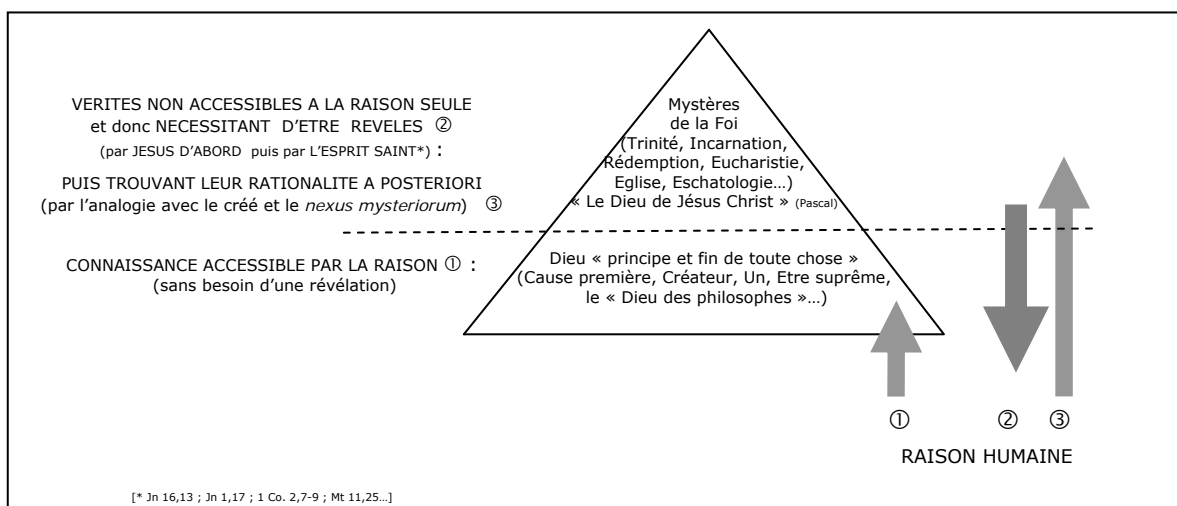 VERITES NON ACCESSIBLES A LA RAISON SEULE
et donc NECESSITANT D'ETRE REVELES ②
(par JESUS D'ABORD puis par L'ESPRIT SAINT*) :
PUIS TROUVANT LEUR RATIONALITE A POSTERIORI
(par l'analogie avec le créé et le nexus mysteriorum) ③
CONNAISSANCE ACCESSIBLE PAR LA RAISON ① :
(sans besoin d'une révélation)
Mystères
de la Foi
(Trinité, Incarnation,
Rédemption, Eucharistie,
Eglise, Eschatologie…)
« Le Dieu de Jésus Christ » (Pascal)
Dieu « principe et fin de toute chose »
(Cause première, Créateur, Un, Etre suprême,
le « Dieu des philosophes »…)
① ② ③
RAISON HUMAINE
[* Jn 16,13 ; Jn 1,17 ; 1 Co. 2,7-9 ; Mt 11,25…]